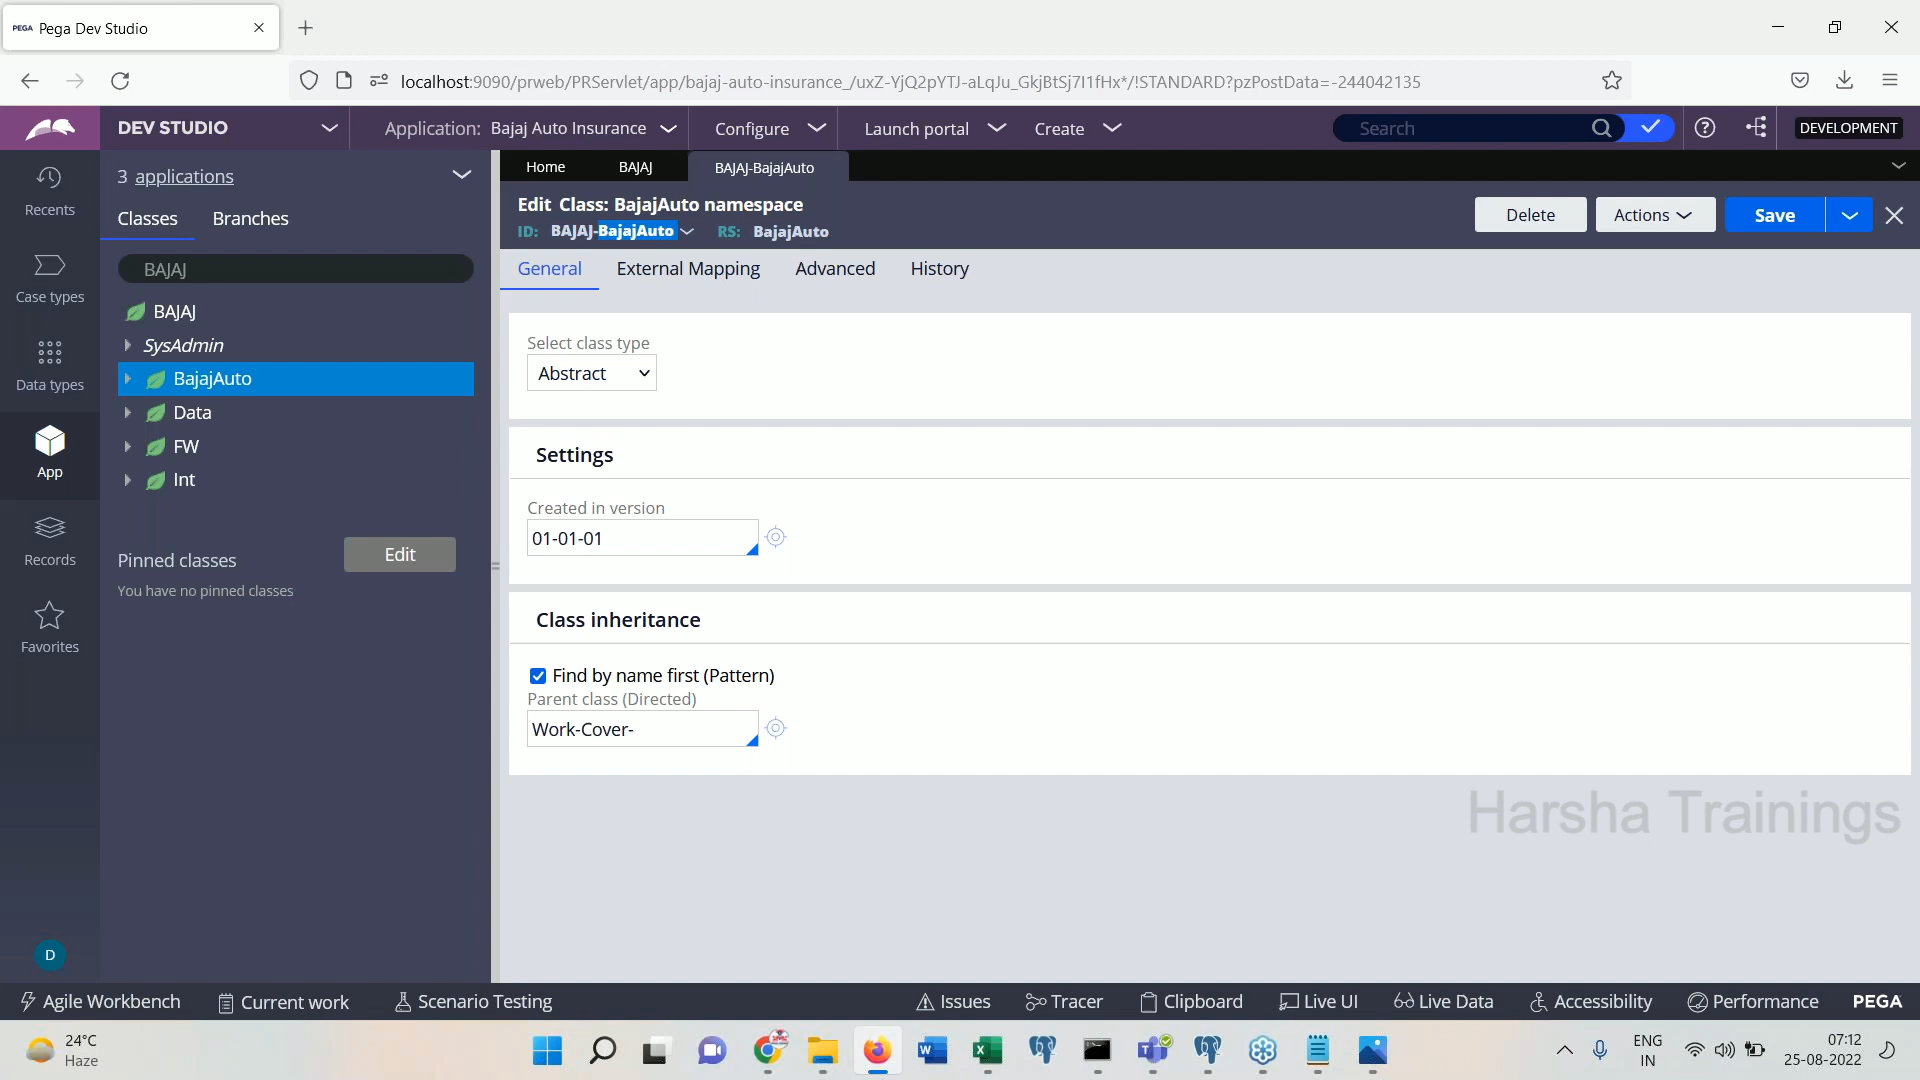 PEGA Pega Dev Studio
localhost:9090/prweb/PRServlet/app/bajaj-auto-insurance_/uxZ-YjQ2pYTJ-aLqJu_GkjBtSj7I1fHx*/!STANDARD?pzPostData=-244042135
DEV STUDIO
Application: Bajaj Auto Insurance
Configure
Launch portal
Create
Search
DEVELOPMENT
Recents
Case types
Data types
App
Records
Favorites
D
3 applications
Classes
Branches
BAJAJ
BAJAJ
SysAdmin
BajajAuto
Data
FW
Int
Pinned classes
Edit
You have no pinned classes
Home
BAJAJ
BAJAJ-BajajAuto
Edit Class: BajajAuto namespace
ID: BAJAJ-BajajAuto
RS: BajajAuto
Delete
Actions
Save
General
External Mapping
Advanced
History
Select class type
Abstract
Settings
Created in version
01-01-01
Class inheritance
Find by name first (Pattern)
Parent class (Directed)
Work-Cover-
Harsha Trainings
Agile Workbench
Current work
Scenario Testing
Issues
Tracer
Clipboard
Live UI
Live Data
Accessibility
Performance
PEGA
24°C
Haze
ENG
IN
07:12
25-08-2022